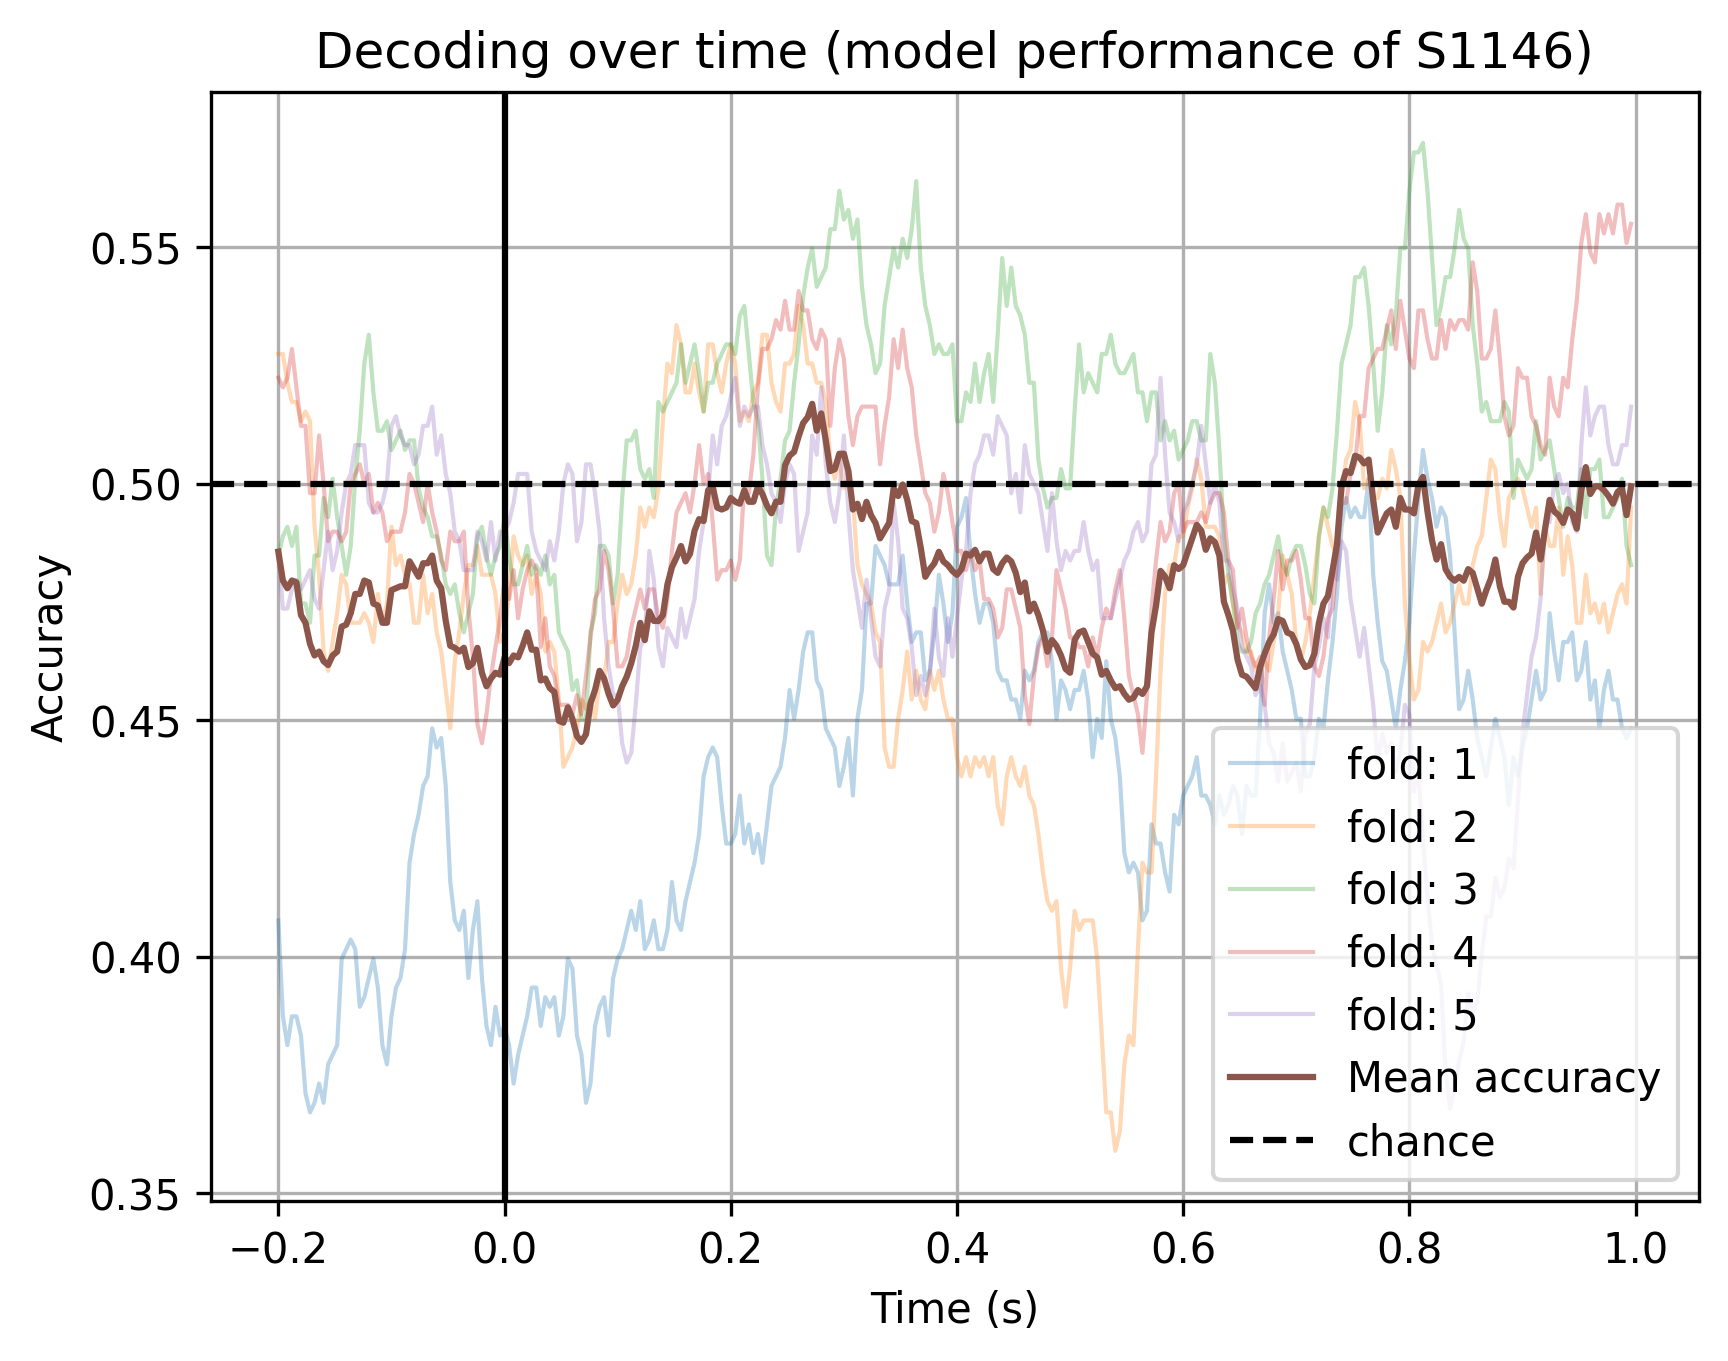 Decoding over time (model performance of S1146)
Accuracy
0.55
0.50
0.45
0.40
0.35
−0.2
0.0
0.2
0.4
0.6
0.8
1.0
Time (s)
fold: 1
fold: 2
fold: 3
fold: 4
fold: 5
Mean accuracy
chance